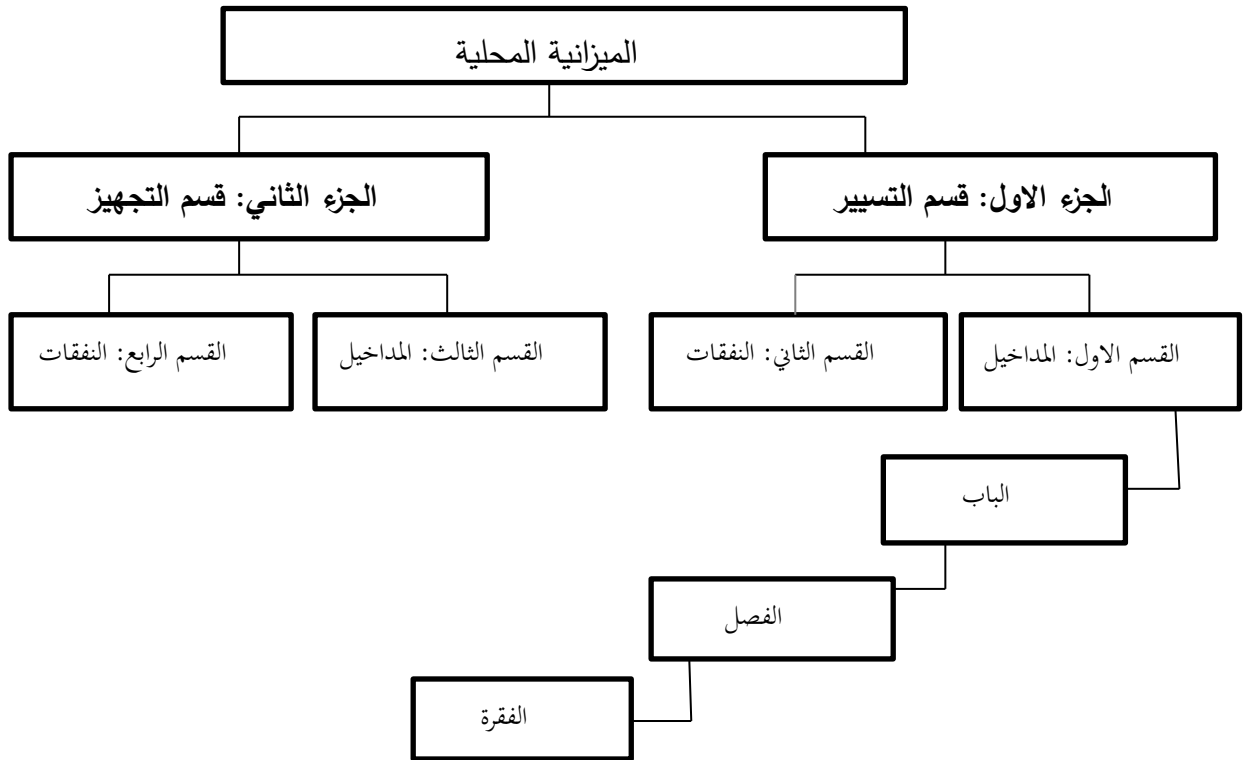 الميزانية المحلية
الجزء الاول: قسم التسيير
الجزء الثاني: قسم التجهيز
القسم الاول: المداخيل
القسم الثاني: النفقات
القسم الثالث: المداخيل
القسم الرابع: النفقات
الباب
الفصل
الفقرة